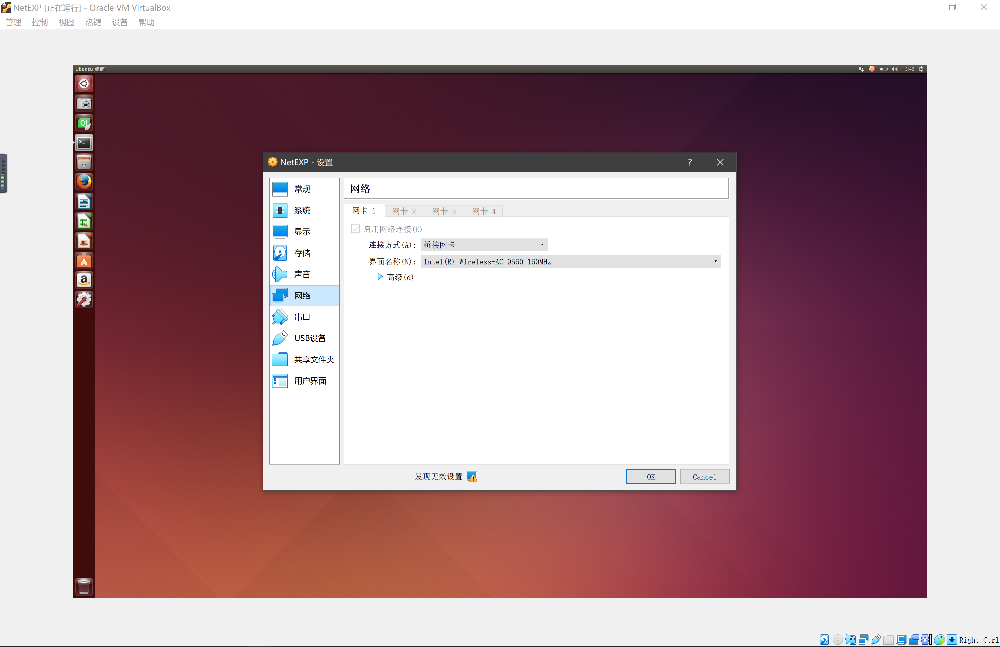 NetEXP [正在运行] - Oracle VM VirtualBox
管理 控制 视图 热键 设备 帮助
Ubuntu 桌面
15:42
NetEXP - 设置
常规
系统
显示
存储
声音
网络
串口
USB设备
共享文件夹
用户界面
网络
网卡 1 网卡 2 网卡 3 网卡 4
启用网络连接(E)
连接方式(A): 桥接网卡
界面名称(N): Intel(R) Wireless-AC 9560 160MHz
高级(d)
发现无效设置
OK Cancel
Right Ctrl